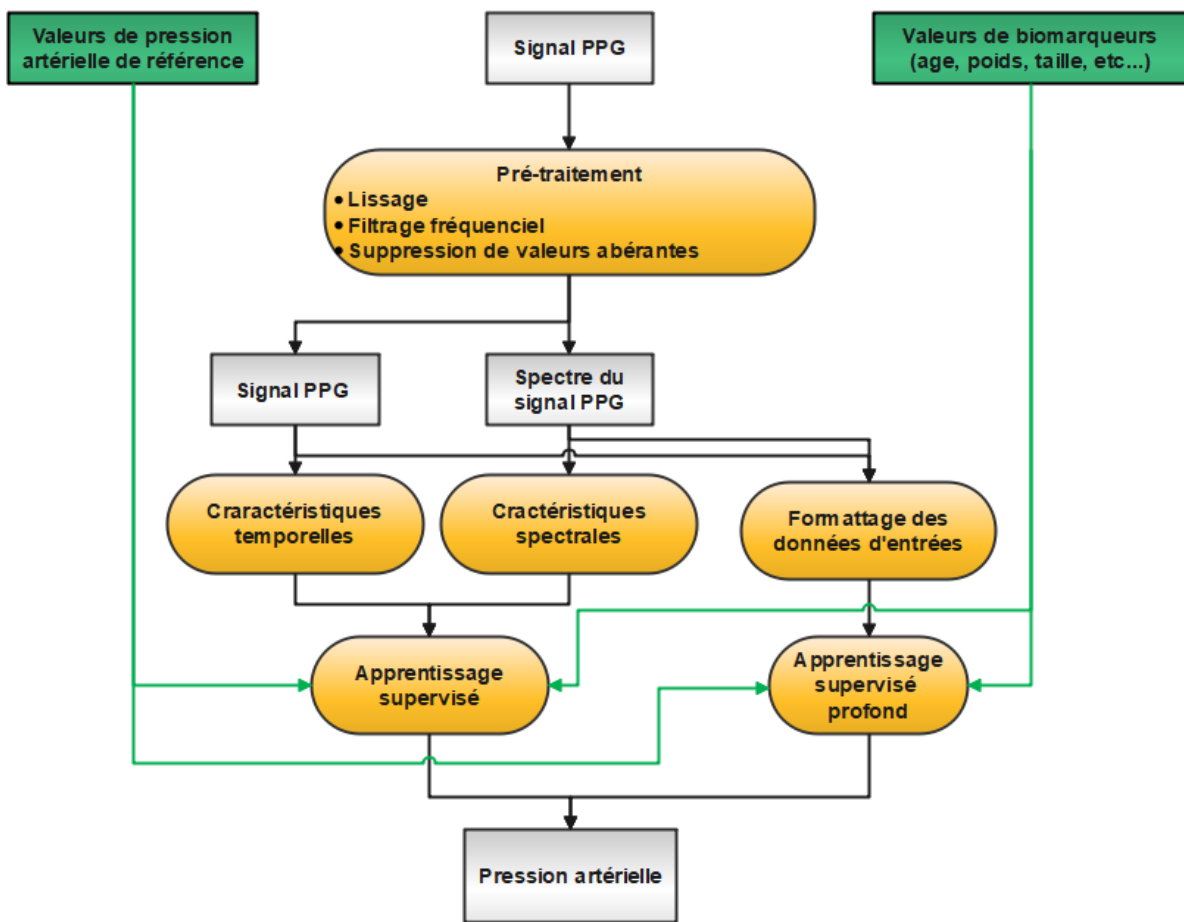 Valeurs de pression
artérielle de référence
Signal PPG
Valeurs de biomarqueurs
(age, poids, taille, etc...)
Pré-traitement
• Lissage
• Filtrage fréquenciel
• Suppression de valeurs abérantes
Signal PPG
Spectre du
signal PPG
Craractéristiques
temporelles
Cractéristiques
spectrales
Formattage des
données d'entrées
Apprentissage
supervisé
Apprentissage
supervisé
profond
Pression artérielle